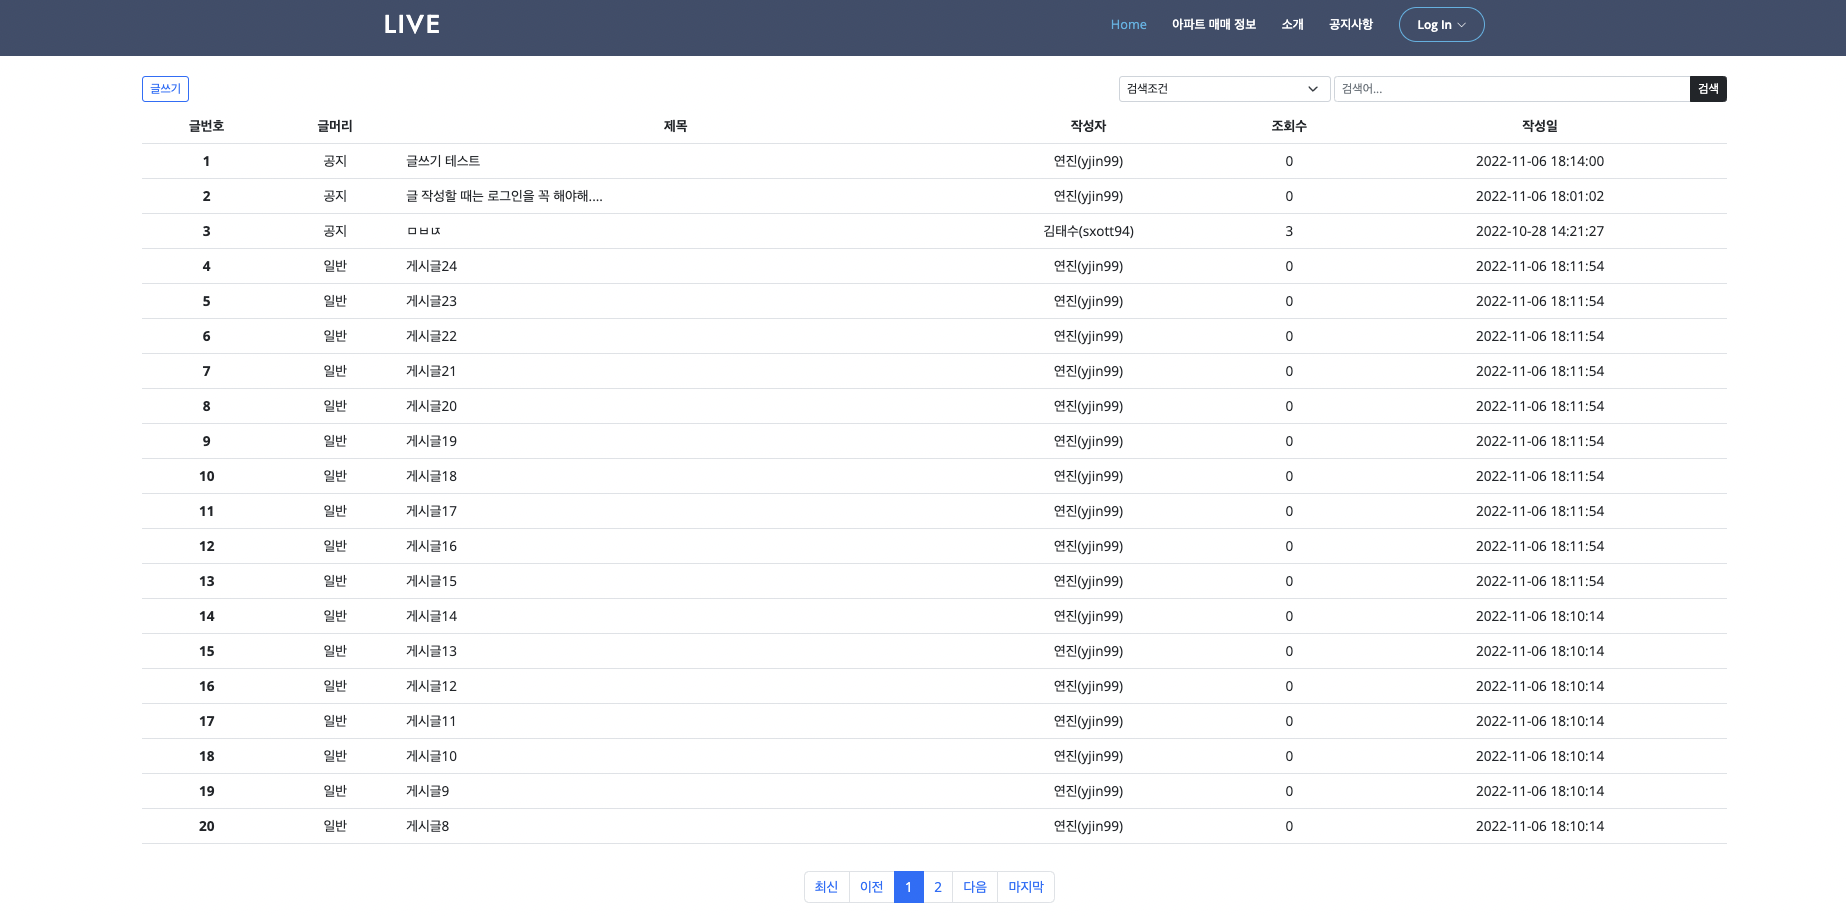 LIVE Home 아파트 매매 정보 소개 공지사항 Log In
글쓰기 검색조건 검색어... 검색
글번호 글머리 제목 작성자 조회수 작성일
1 공지 글쓰기 테스트 연진(yjin99) 0 2022-11-06 18:14:00
2 공지 글 작성할 때는 로그인을 꼭 해야해.... 연진(yjin99) 0 2022-11-06 18:01:02
3 공지 김태수(sxott94) 3 2022-10-28 14:21:27
4 일반 게시글24 연진(yjin99) 0 2022-11-06 18:11:54
5 일반 게시글23 연진(yjin99) 0 2022-11-06 18:11:54
6 일반 게시글22 연진(yjin99) 0 2022-11-06 18:11:54
7 일반 게시글21 연진(yjin99) 0 2022-11-06 18:11:54
8 일반 게시글20 연진(yjin99) 0 2022-11-06 18:11:54
9 일반 게시글19 연진(yjin99) 0 2022-11-06 18:11:54
10 일반 게시글18 연진(yjin99) 0 2022-11-06 18:11:54
11 일반 게시글17 연진(yjin99) 0 2022-11-06 18:11:54
12 일반 게시글16 연진(yjin99) 0 2022-11-06 18:11:54
13 일반 게시글15 연진(yjin99) 0 2022-11-06 18:11:54
14 일반 게시글14 연진(yjin99) 0 2022-11-06 18:10:14
15 일반 게시글13 연진(yjin99) 0 2022-11-06 18:10:14
16 일반 게시글12 연진(yjin99) 0 2022-11-06 18:10:14
17 일반 게시글11 연진(yjin99) 0 2022-11-06 18:10:14
18 일반 게시글10 연진(yjin99) 0 2022-11-06 18:10:14
19 일반 게시글9 연진(yjin99) 0 2022-11-06 18:10:14
20 일반 게시글8 연진(yjin99) 0 2022-11-06 18:10:14
최신 이전 1 2 다음 마지막